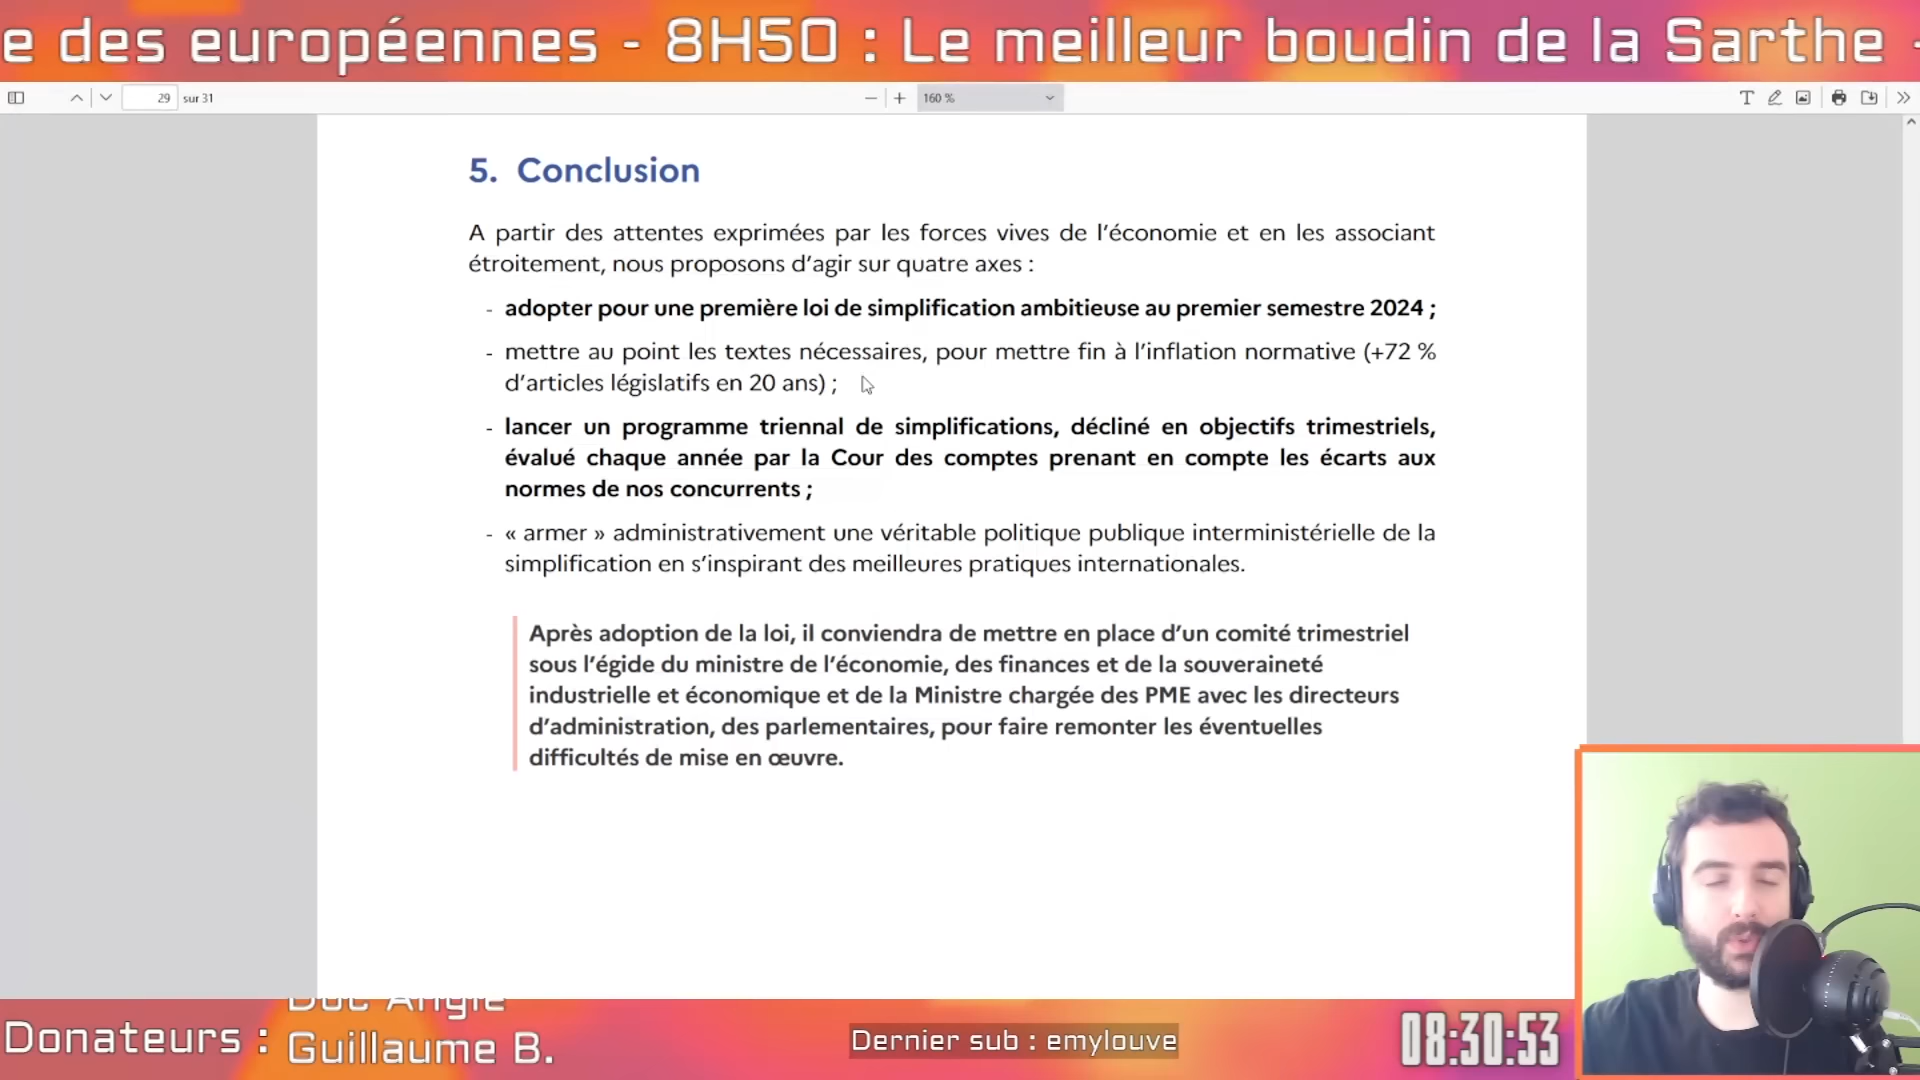 e des européennes - 8H50 : Le meilleur boudin de la Sarthe -
29 sur 31
160 %
5. Conclusion
A partir des attentes exprimées par les forces vives de l'économie et en les associant
étroitement, nous proposons d'agir sur quatre axes :
- adopter pour une première loi de simplification ambitieuse au premier semestre 2024 ;
- mettre au point les textes nécessaires, pour mettre fin à l'inflation normative (+72 %
d'articles législatifs en 20 ans) ;
- lancer un programme triennal de simplifications, décliné en objectifs trimestriels,
évalué chaque année par la Cour des comptes prenant en compte les écarts aux
normes de nos concurrents ;
- « armer » administrativement une véritable politique publique interministérielle de la
simplification en s'inspirant des meilleures pratiques internationales.
Après adoption de la loi, il conviendra de mettre en place d'un comité trimestriel
sous l'égide du ministre de l'économie, des finances et de la souveraineté
industrielle et économique et de la Ministre chargée des PME avec les directeurs
d'administration, des parlementaires, pour faire remonter les éventuelles
difficultés de mise en œuvre.
Doc Angie
Donateurs : Guillaume B.
Dernier sub : emylouve
08:30:53